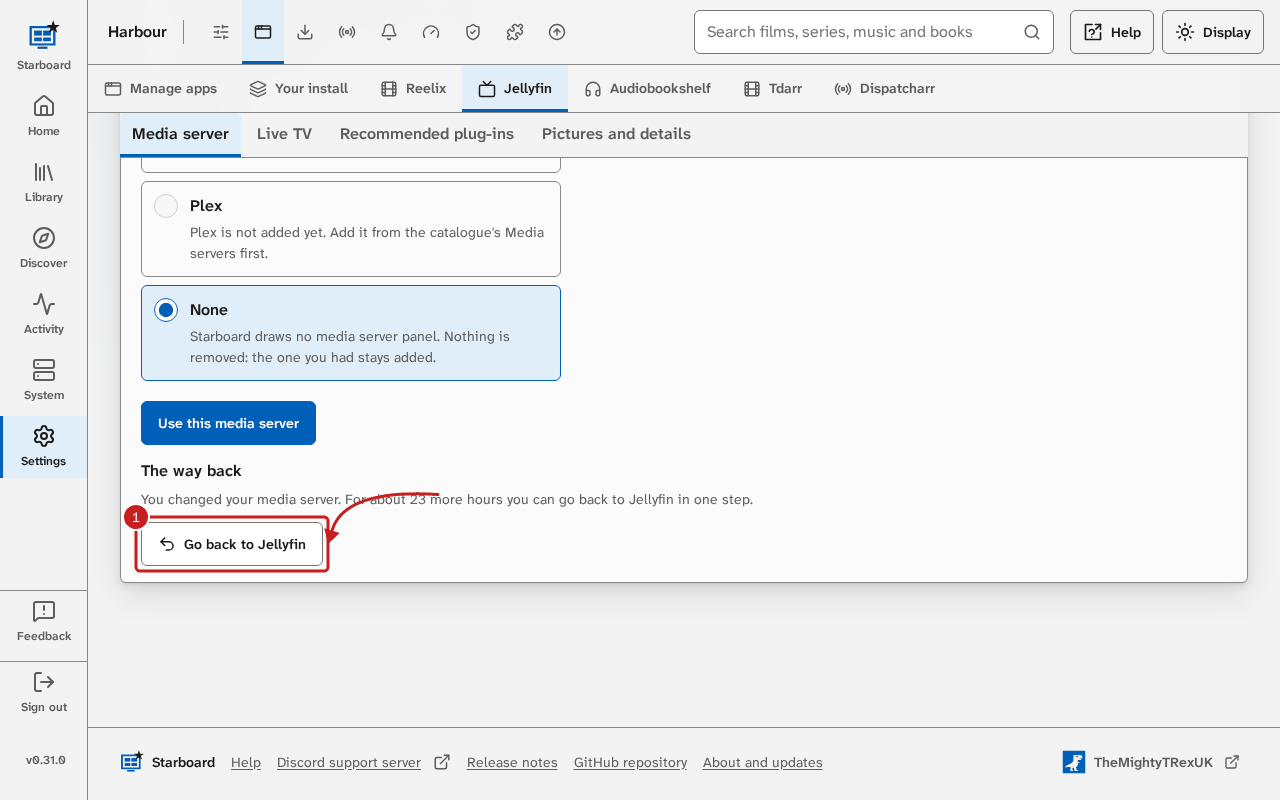 Starboard
Home
Library
Discover
Activity
System
Settings
Feedback
Sign out
v0.31.0
Harbour
Search films, series, music and books
Help
Display
Manage apps
Your install
Reelix
Jellyfin
Audiobookshelf
Tdarr
Dispatcharr
Media server
Live TV
Recommended plug-ins
Pictures and details
Plex
Plex is not added yet. Add it from the catalogue's Media
servers first.
None
Starboard draws no media server panel. Nothing is
removed: the one you had stays added.
Use this media server
The way back
You changed your media server. For about 23 more hours you can go back to Jellyfin in one step.
1
Go back to Jellyfin
Starboard
Help
Discord support server
Release notes
GitHub repository
About and updates
TheMightyTRexUK